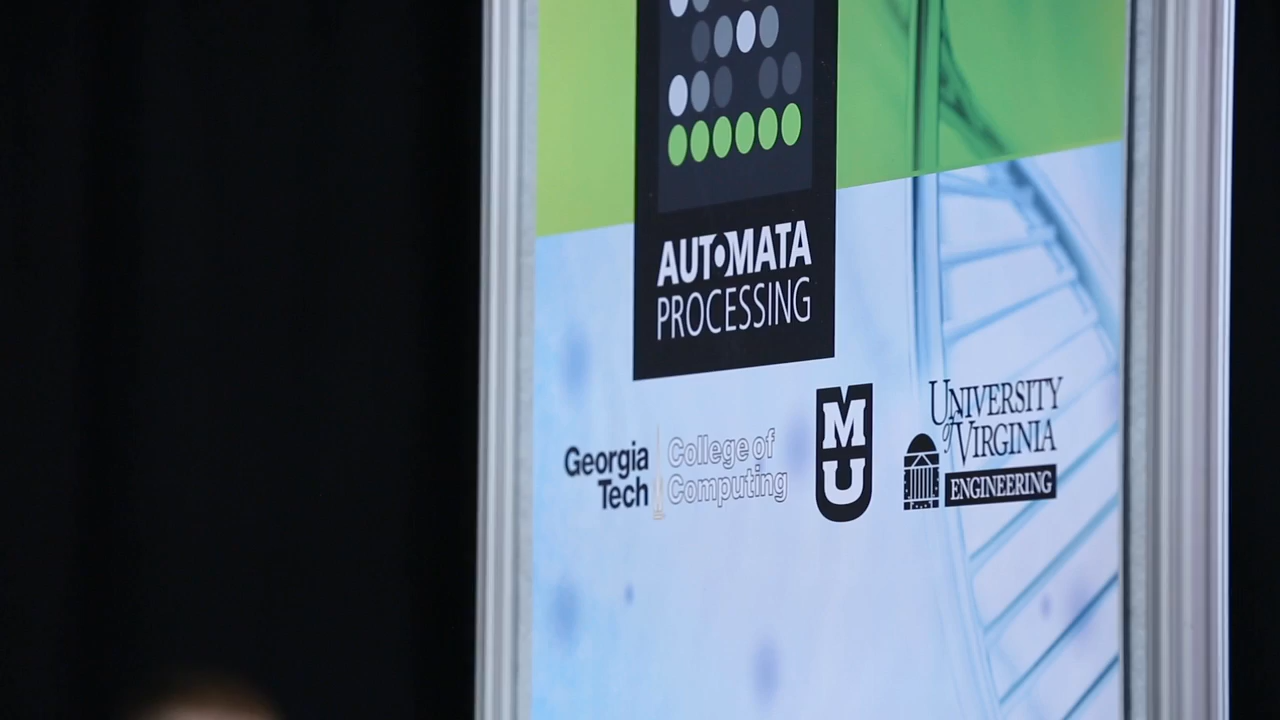 AUTOMATA
PROCESSING
Georgia
Tech
College of
Computing
M
U
UNIVERSITY
of VIRGINIA
ENGINEERING